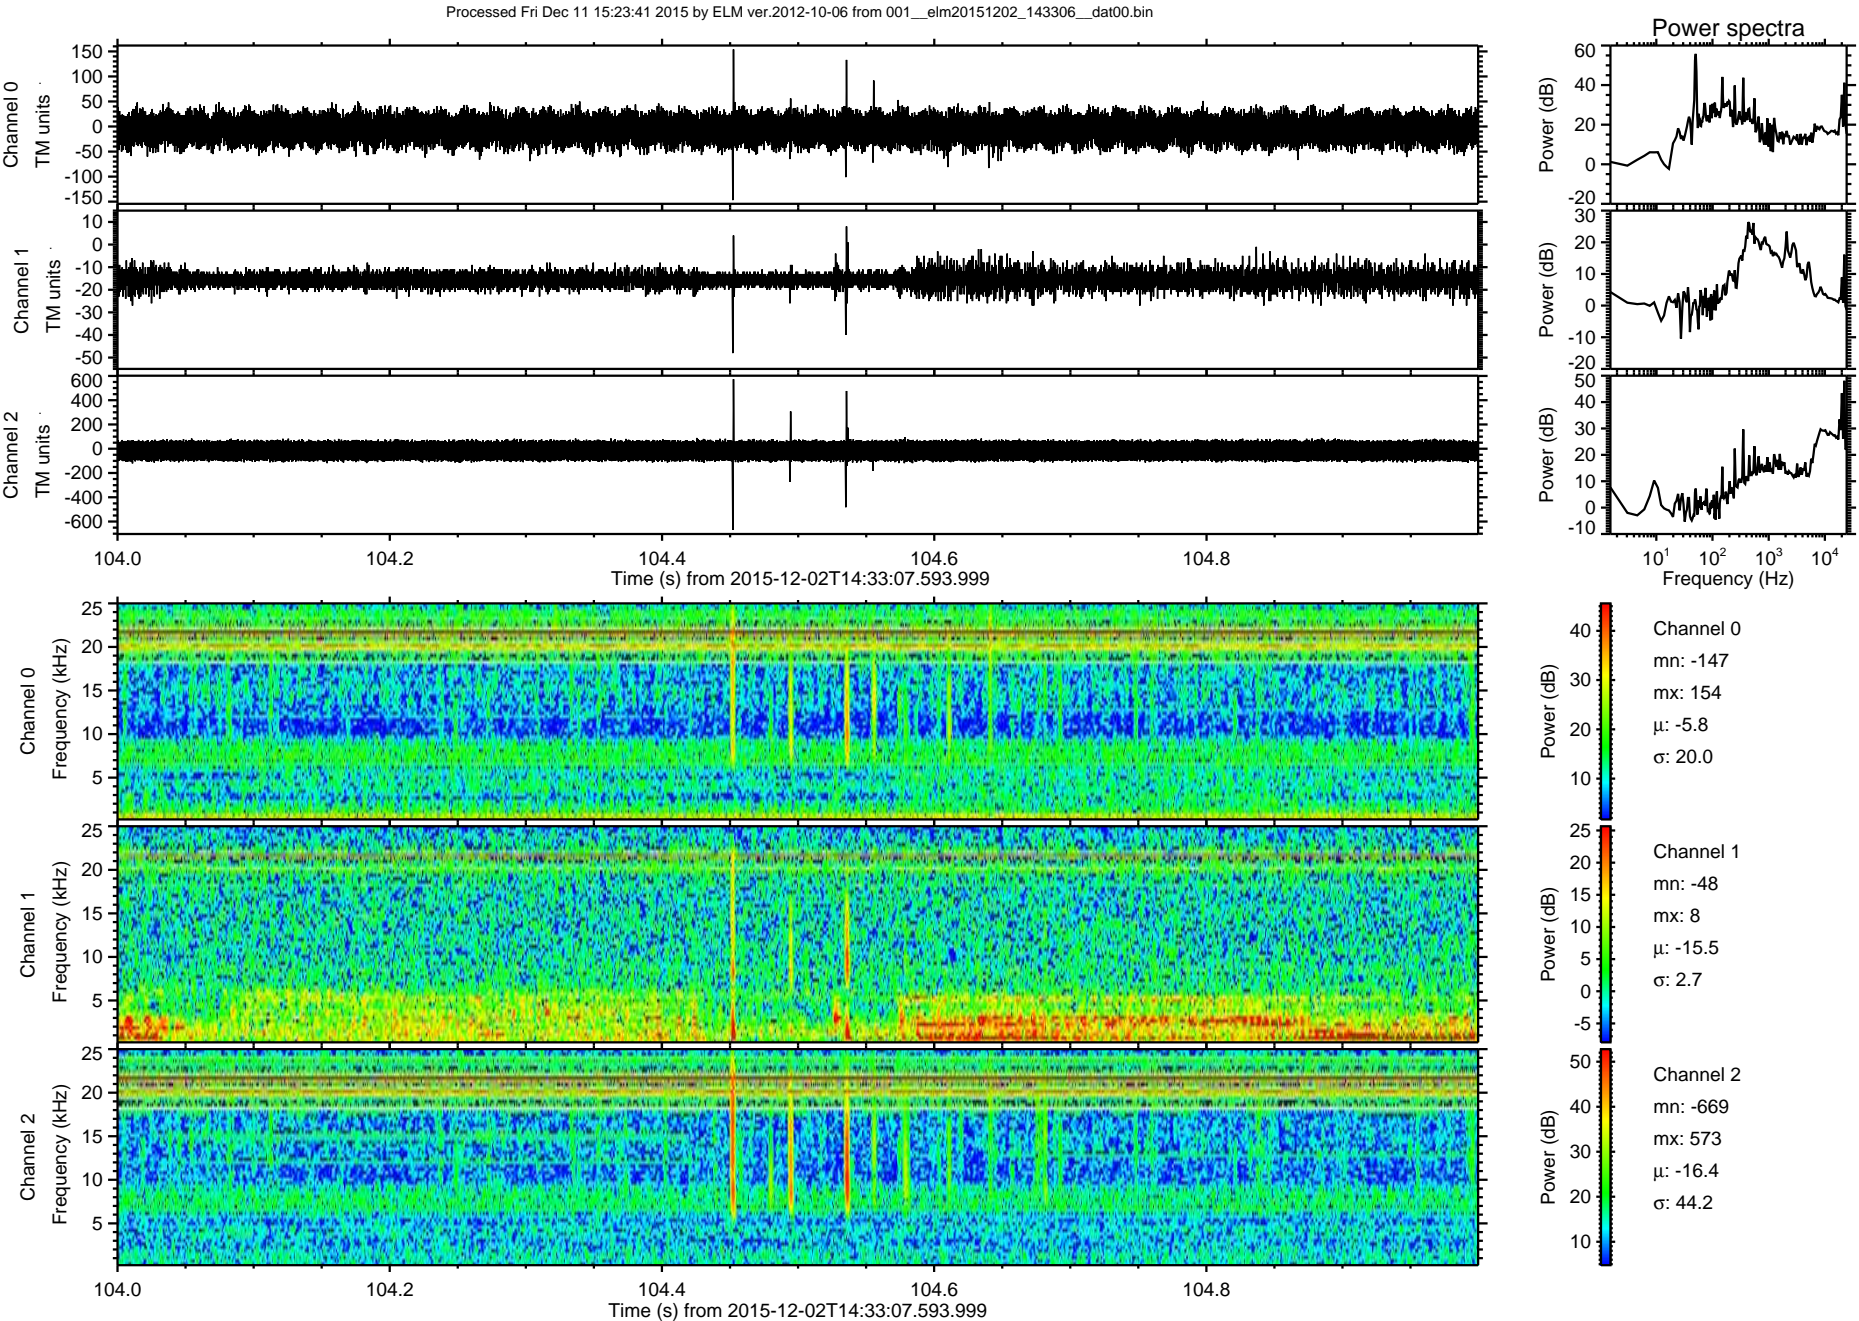 Processed Fri Dec 11 15:23:41 2015 by ELM ver.2012-10-06 from 001__elm20151202_143306__dat00.bin
Power spectra
Channel 0
TM units
150
100
50
0
-50
-100
-150
Power (dB)
60
40
20
0
-20
Channel 1
TM units
10
0
-10
-20
-30
-40
-50
Power (dB)
30
20
10
0
-10
-20
Channel 2
TM units
600
400
200
0
-200
-400
-600
Power (dB)
50
40
30
20
10
0
-10
104.0 104.2 104.4 104.6 104.8
Time (s) from 2015-12-02T14:33:07.593.999
10¹ 10² 10³ 10⁴
Frequency (Hz)
Channel 0
Frequency (kHz)
25
20
15
10
5
Power (dB)
40
30
20
10
Channel 0
mn: -147
mx: 154
μ: -5.8
σ: 20.0
Channel 1
Frequency (kHz)
25
20
15
10
5
Power (dB)
25
20
15
10
5
0
-5
Channel 1
mn: -48
mx: 8
μ: -15.5
σ: 2.7
Channel 2
Frequency (kHz)
25
20
15
10
5
Power (dB)
50
40
30
20
10
Channel 2
mn: -669
mx: 573
μ: -16.4
σ: 44.2
104.0 104.2 104.4 104.6 104.8
Time (s) from 2015-12-02T14:33:07.593.999